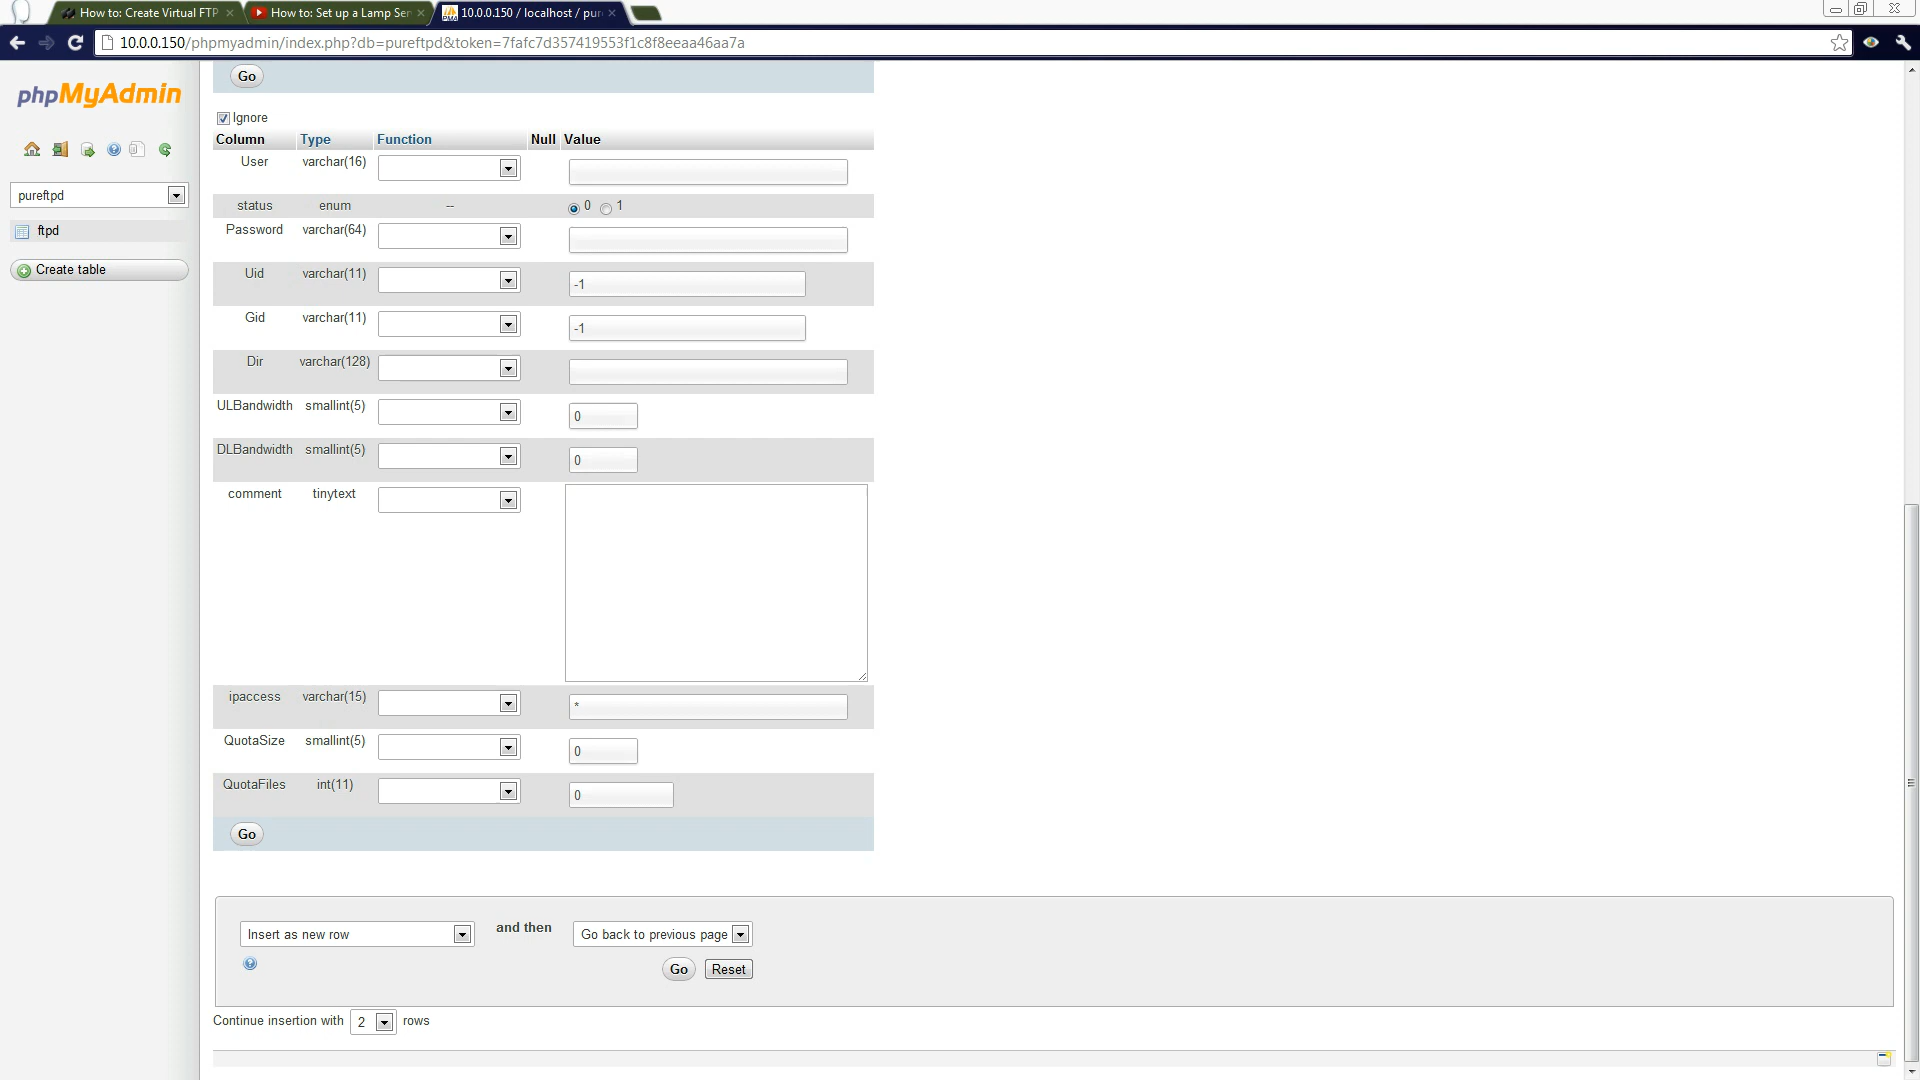 How to: Create Virtual FTP
How to: Set up a Lamp Ser
10.0.0.150 / localhost / pur
10.0.0.150/phpmyadmin/index.php?db=pureftpd&token=7fafc7d357419553f1c8f8eeaa46aa7a
phpMyAdmin
pureftpd
ftpd
Create table
Go
Ignore
Column Type Function Null Value
User varchar(16)
status enum -- 0 1
Password varchar(64)
Uid varchar(11) -1
Gid varchar(11) -1
Dir varchar(128)
ULBandwidth smallint(5) 0
DLBandwidth smallint(5) 0
comment tinytext
ipaccess varchar(15) *
QuotaSize smallint(5) 0
QuotaFiles int(11) 0
Go
Insert as new row and then Go back to previous page
Go Reset
Continue insertion with 2 rows